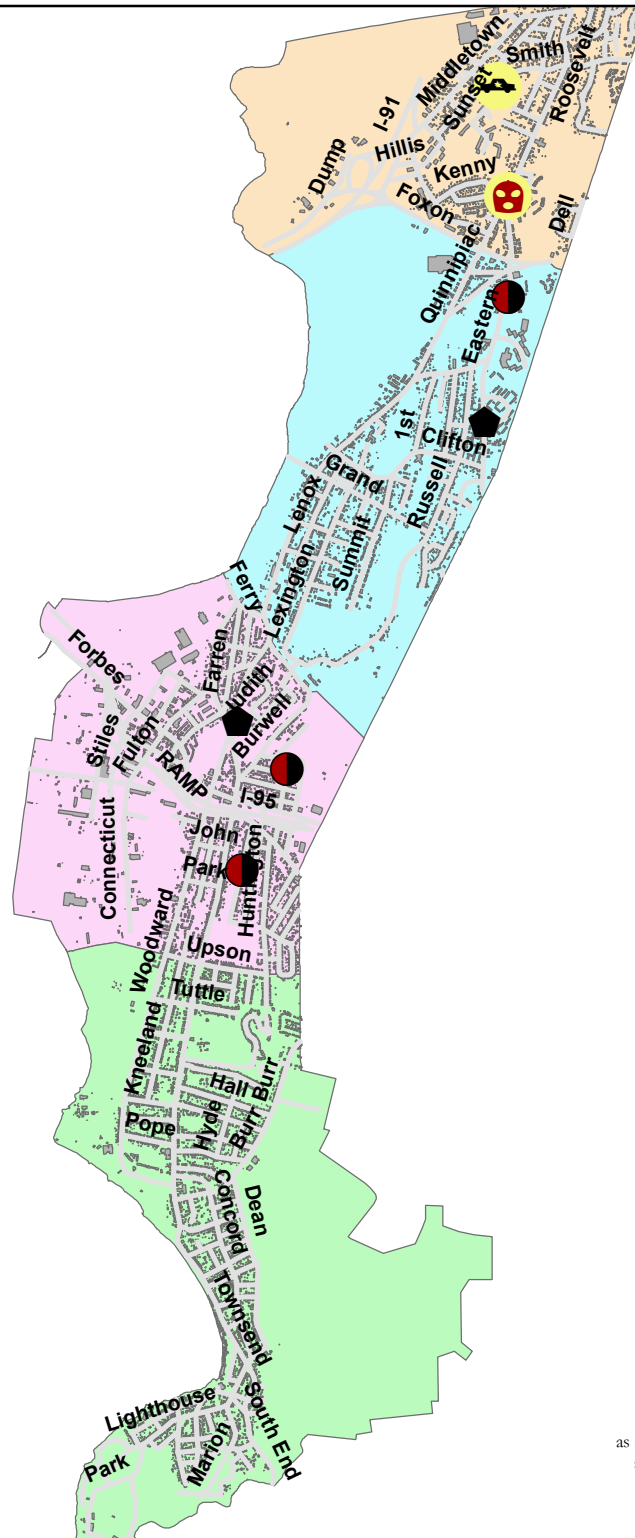 Middletown
Smith
Roosevelt
Sunset
I-91
Hillis
Dump
Kenny
Foxon
Dell
Quinnipiac
Eastern
1st
Clifton
Grand
Lenox
Russell
Summit
Lexington
Ferry
Farren
Forbes
Judith
Burwell
Stiles
Fulton
RAMP
I-95
John
Connecticut
Park
Woodward
Upson
Tuttle
Kneeland
Hall
Burr
Burr
Pope
Hyde
Concord
Dean
Townsend
Lighthouse
South End
Marion
Park
as